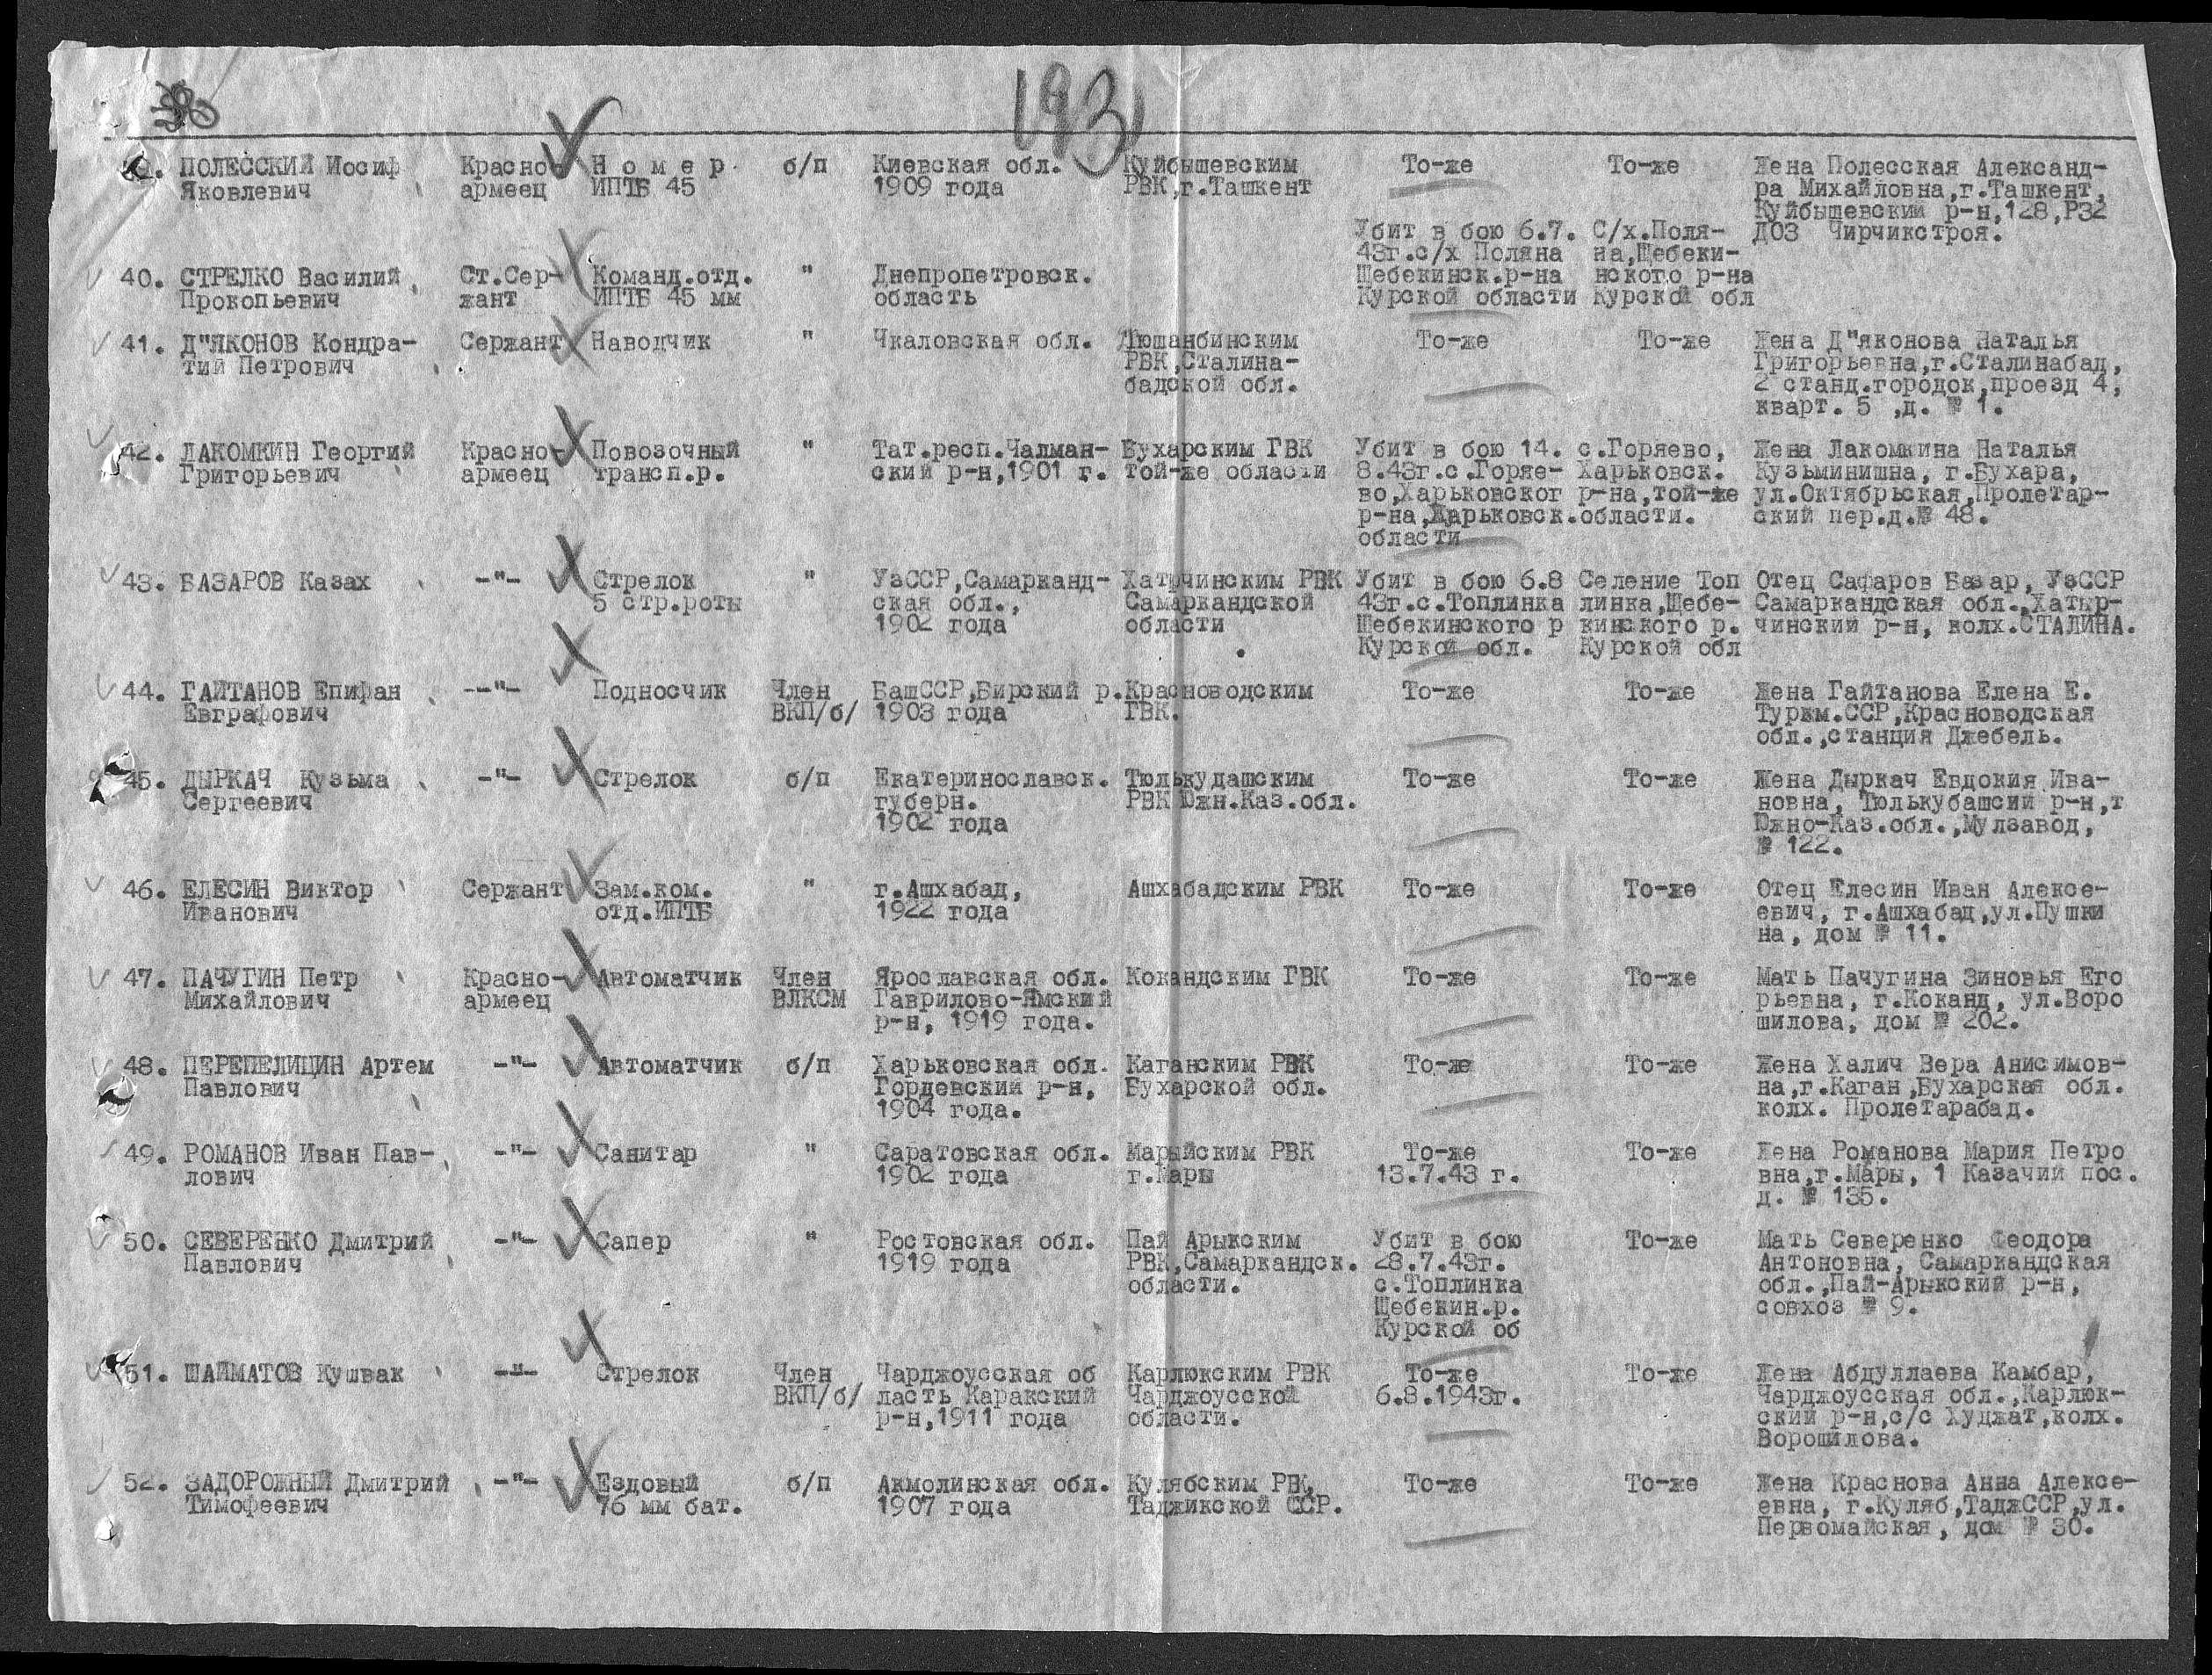 193
39. ПОЛЕССКИЙ Иосиф Красно- Н о м е р б/п Киевская обл. Куйбышевским То-же То-же Жена Полесская Александ-
Яковлевич армеец ИПТБ 45 1909 года РВК,г.Ташкент ра Михайловна,г.Ташкент,
Куйбышевский р-н,128,РЗ2
Убит в бою 6.7. С/х.Поля- ДОЗ Чирчикстроя.
43г.с/х Поляна на,Щебеки-
40. СТРЕЛКО Василий Ст.Сер- Команд.отд. " Днепропетровск. Щебекинск.р-на нского р-на
Прокопьевич жант ИПТБ 45 мм область Курской области Курской обл
41. Д"ЯКОНОВ Кондра- Сержант Наводчик " Чкаловская обл. Дюшанбинским То-же То-же Жена Д"яконова Наталья
тий Петрович РВК,Сталина- Григорьевна,г.Сталинабад,
бадской обл. 2 станд.городок,проезд 4,
кварт. 5 ,д. № 1.
42. ЛАКОМКИН Георгий Красно- Повозочный " Тат.респ.Чалман- Бухарским ГВК Убит в бою 14. с.Горяево, Жена Лакомкина Наталья
Григорьевич армеец трансп.р. ский р-н,1901 г. той-же области 8.43г.с.Горяе- Харьковск. Кузьминишна, г.Бухара,
во,Харьковског р-на,той-же ул.Октябрьская,Пролетар-
р-на,Харьковск.области. ский пер.д.№ 48.
области
43. БАЗАРОВ Казах -"- Стрелок " УзССР,Самарканд- Хатрчинским РВК Убит в бою 6.8 Селение Топ Отец Сафаров Базар, УзССР
5 стр.роты ская обл., Самаркандской 43г.с.Топлинка линка,Щебе- Самаркандская обл.,Хатыр-
1902 года области Щебекинского р кинского р. чинский р-н, колх.СТАЛИНА.
Курской обл. Курской обл
44. ГАЙТАНОВ Епифан --"- Подносчик Член БашССР,Бирский р.Красноводским То-же То-же Жена Гайтанова Елена Е.
Евграфович ВКП/б/ 1903 года ГВК. Туркм.ССР,Красноводская
обл.,станция Джебель.
45. ДЫРКАЧ Кузьма -"- Стрелок б/п Екатеринославск. Тюлькудашским То-же То-же Жена Дыркач Евдокия Ива-
Сергеевич губерн. РВК Южн.Каз.обл. новна, Тюлькубашсий р-н,т
1902 года Южно-Каз.обл.,Мулзавод,
№ 122.
46. ЕЛЕСИН Виктор Сержант Зам.ком. " г.Ашхабад, Ашхабадским РВК То-же То-же Отец Елесин Иван Алексе-
Иванович отд.ИПТБ 1922 года евич, г.Ашхабад,ул.Пушки
на, дом № 11.
47. ПАЧУГИН Петр Красно- Автоматчик Член Ярославская обл. Кокандским ГВК То-же То-же Мать Пачугина Зиновья Его
Михайлович армеец ВЛКСМ Гаврилово-Ямский рьевна, г.Коканд, ул.Воро
р-н, 1919 года. шилова, дом № 202.
48. ПЕРЕПЕЛИЦИН Артем -"- Автоматчик б/п Харьковская обл. Каганским РВК То-же То-же Жена Халич Вера Анисимов-
Павлович Гордевский р-н, Бухарской обл. на,г.Каган,Бухарская обл.
1904 года. колх. Пролетарабад.
49. РОМАНОВ Иван Пав- -"- Санитар " Саратовская обл. Марыйским РВК То-же То-же Жена Романова Мария Петро
лович 1902 года г.Мары 13.7.43 г. вна,г.Мары, 1 Казачий пос.
д. № 135.
50. СЕВЕРЕНКО Дмитрий -"- Сапер " Ростовская обл. Пай Арыкским Убит в бою То-же Мать Северенко Феодора
Павлович 1919 года РВК,Самаркандск. 28.7.43г. Антоновна, Самаркандская
области. с.Топлинка обл.,Пай-Арыкский р-н,
Щебекин.р. совхоз № 9.
Курской об
51. ШАЙМАТОВ Кушвак -"- Стрелок Член Чарджоусская об Карлюкским РВК То-же То-же Жена Абдуллаева Камбар,
ВКП/б/ ласть Каракский Чарджоусской 6.8.1943г. Чарджоусская обл.,Карлюк-
р-н,1911 года области. ский р-н,с/с Худжат,колх.
Ворошилова.
52. ЗАДОРОЖНЫЙ Дмитрий -"- Ездовый б/п Акмолинская обл. Кулябским РВК, То-же То-же Жена Краснова Анна Алексе-
Тимофеевич 76 мм бат. 1907 года Таджикской ССР. евна, г.Куляб,ТаджССР,ул.
Первомайская, дом № 30.